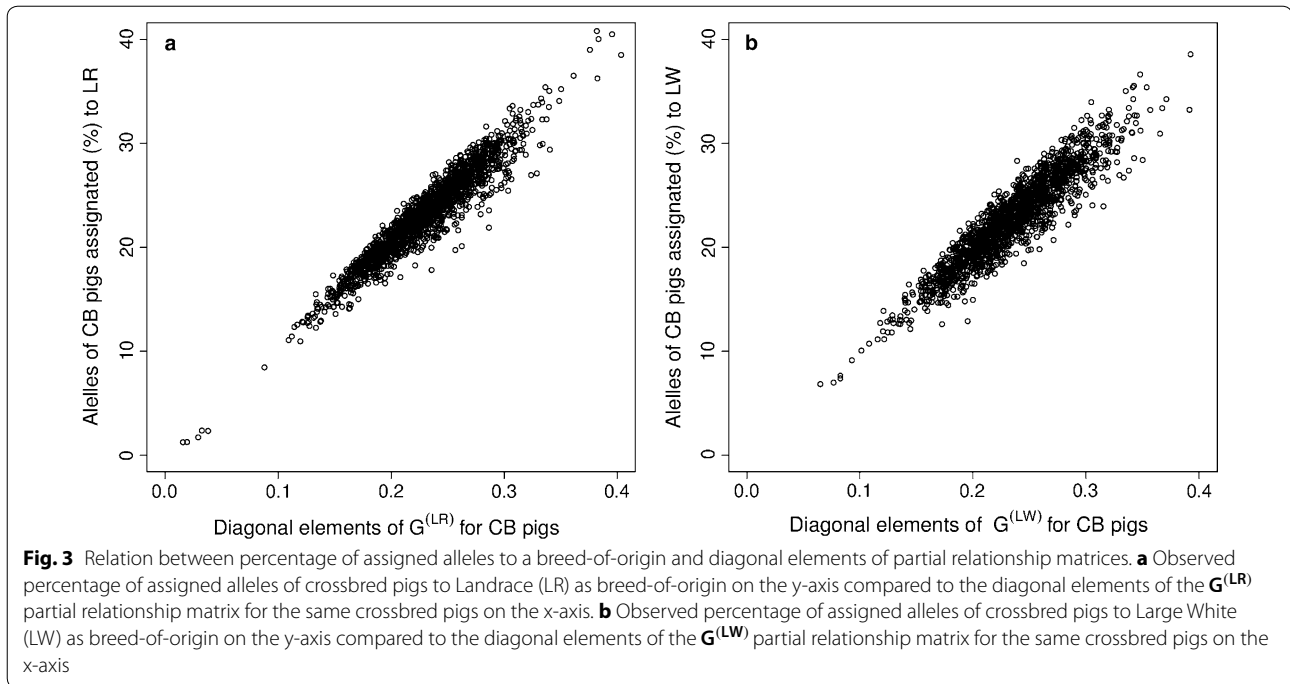 a
Alelles of CB pigs assignated (%) to LR
40
30
20
10
0
0.0 0.1 0.2 0.3 0.4
Diagonal elements of G(LR) for CB pigs
b
Alelles of CB pigs assignated (%) to LW
40
30
20
10
0
0.0 0.1 0.2 0.3 0.4
Diagonal elements of G(LW) for CB pigs
Fig. 3 Relation between percentage of assigned alleles to a breed-of-origin and diagonal elements of partial relationship matrices. a Observed
percentage of assigned alleles of crossbred pigs to Landrace (LR) as breed-of-origin on the y-axis compared to the diagonal elements of the G(LR)
partial relationship matrix for the same crossbred pigs on the x-axis. b Observed percentage of assigned alleles of crossbred pigs to Large White
(LW) as breed-of-origin on the y-axis compared to the diagonal elements of the G(LW) partial relationship matrix for the same crossbred pigs on the
x-axis